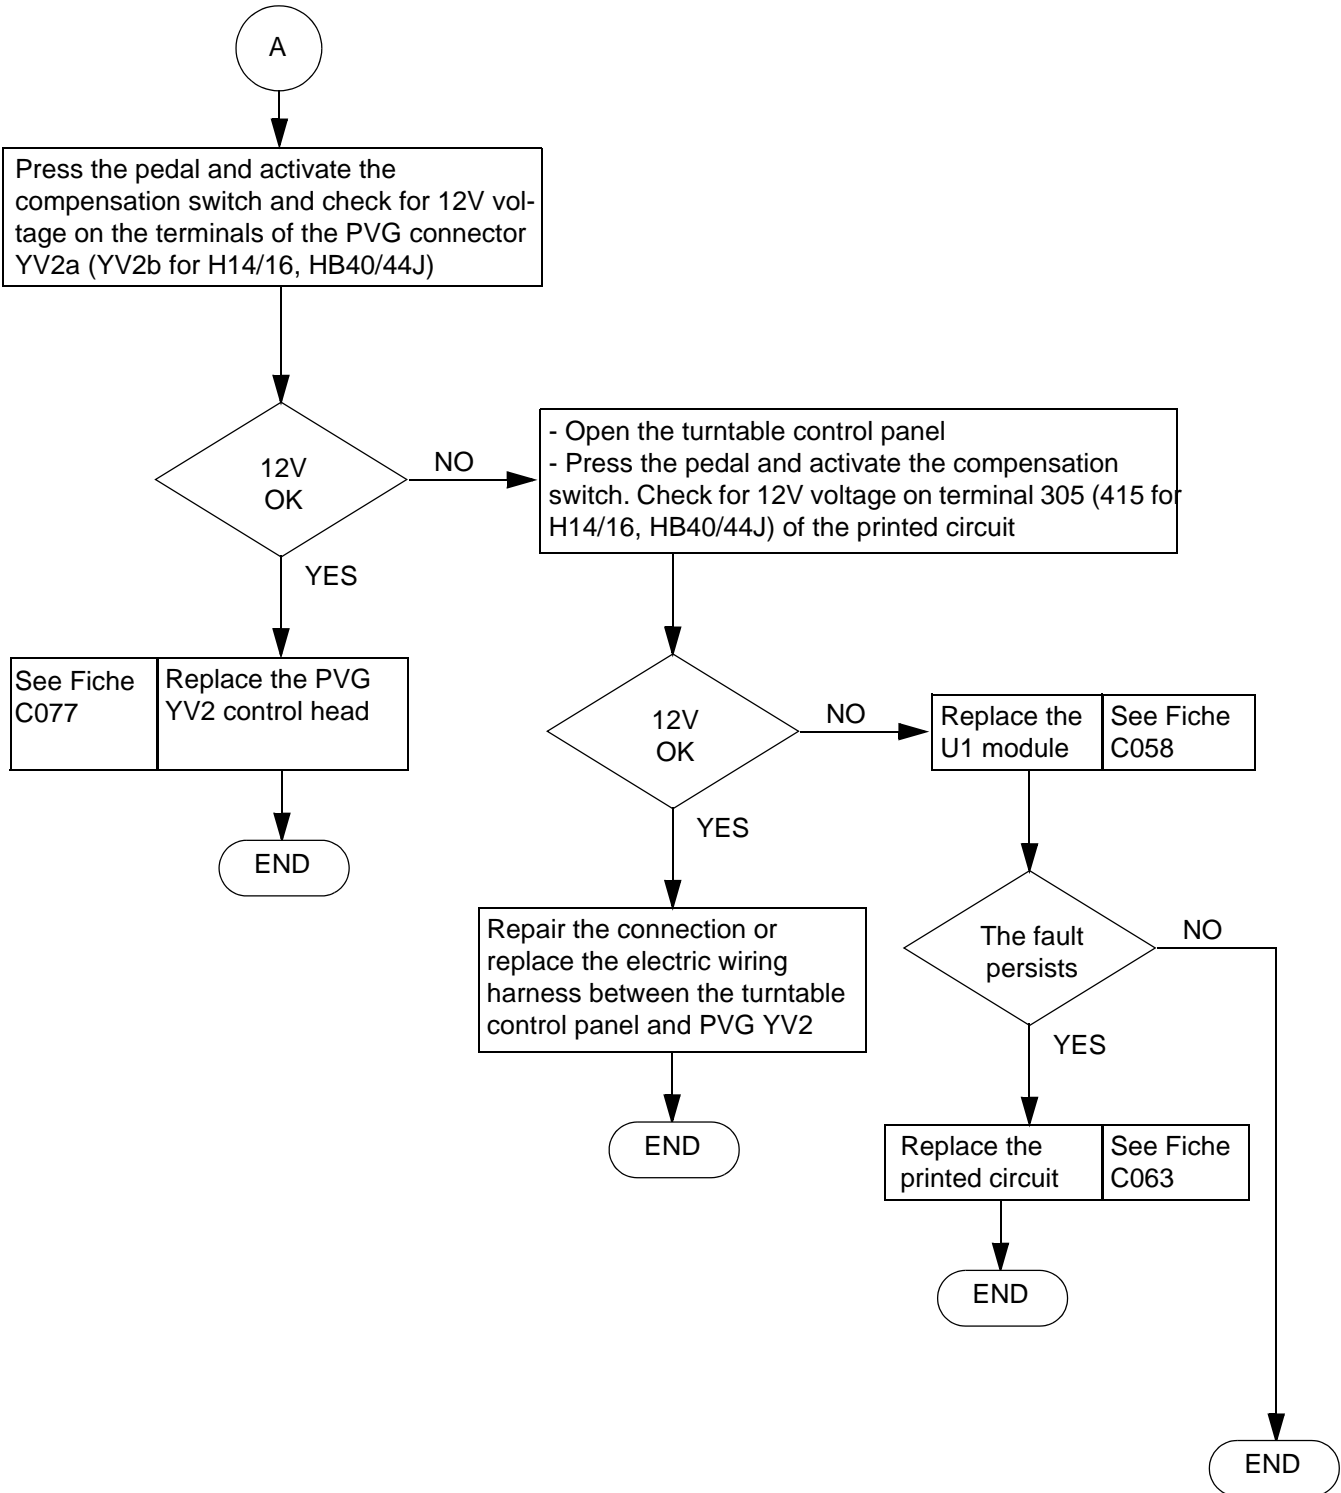 A
Press the pedal and activate the
compensation switch and check for 12V vol-
tage on the terminals of the PVG connector
YV2a (YV2b for H14/16, HB40/44J)
12V
OK
NO
- Open the turntable control panel
- Press the pedal and activate the compensation
switch. Check for 12V voltage on terminal 305 (415 for
H14/16, HB40/44J) of the printed circuit
YES
See Fiche
C077
Replace the PVG
YV2 control head
END
12V
OK
NO
Replace the
U1 module
See Fiche
C058
YES
Repair the connection or
replace the electric wiring
harness between the turntable
control panel and PVG YV2
END
The fault
persists
NO
YES
Replace the
printed circuit
See Fiche
C063
END
END